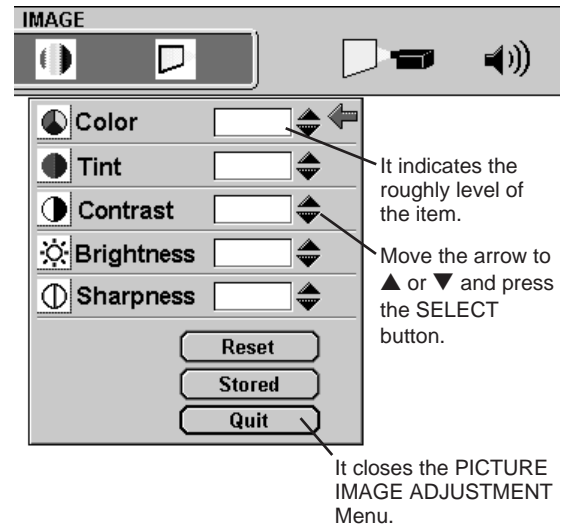 IMAGE
Color
Tint
Contrast
Brightness
Sharpness
Reset
Stored
Quit
It indicates the
roughly level of
the item.
Move the arrow to
▲ or ▼ and press
the SELECT
button.
It closes the PICTURE
IMAGE ADJUSTMENT
Menu.